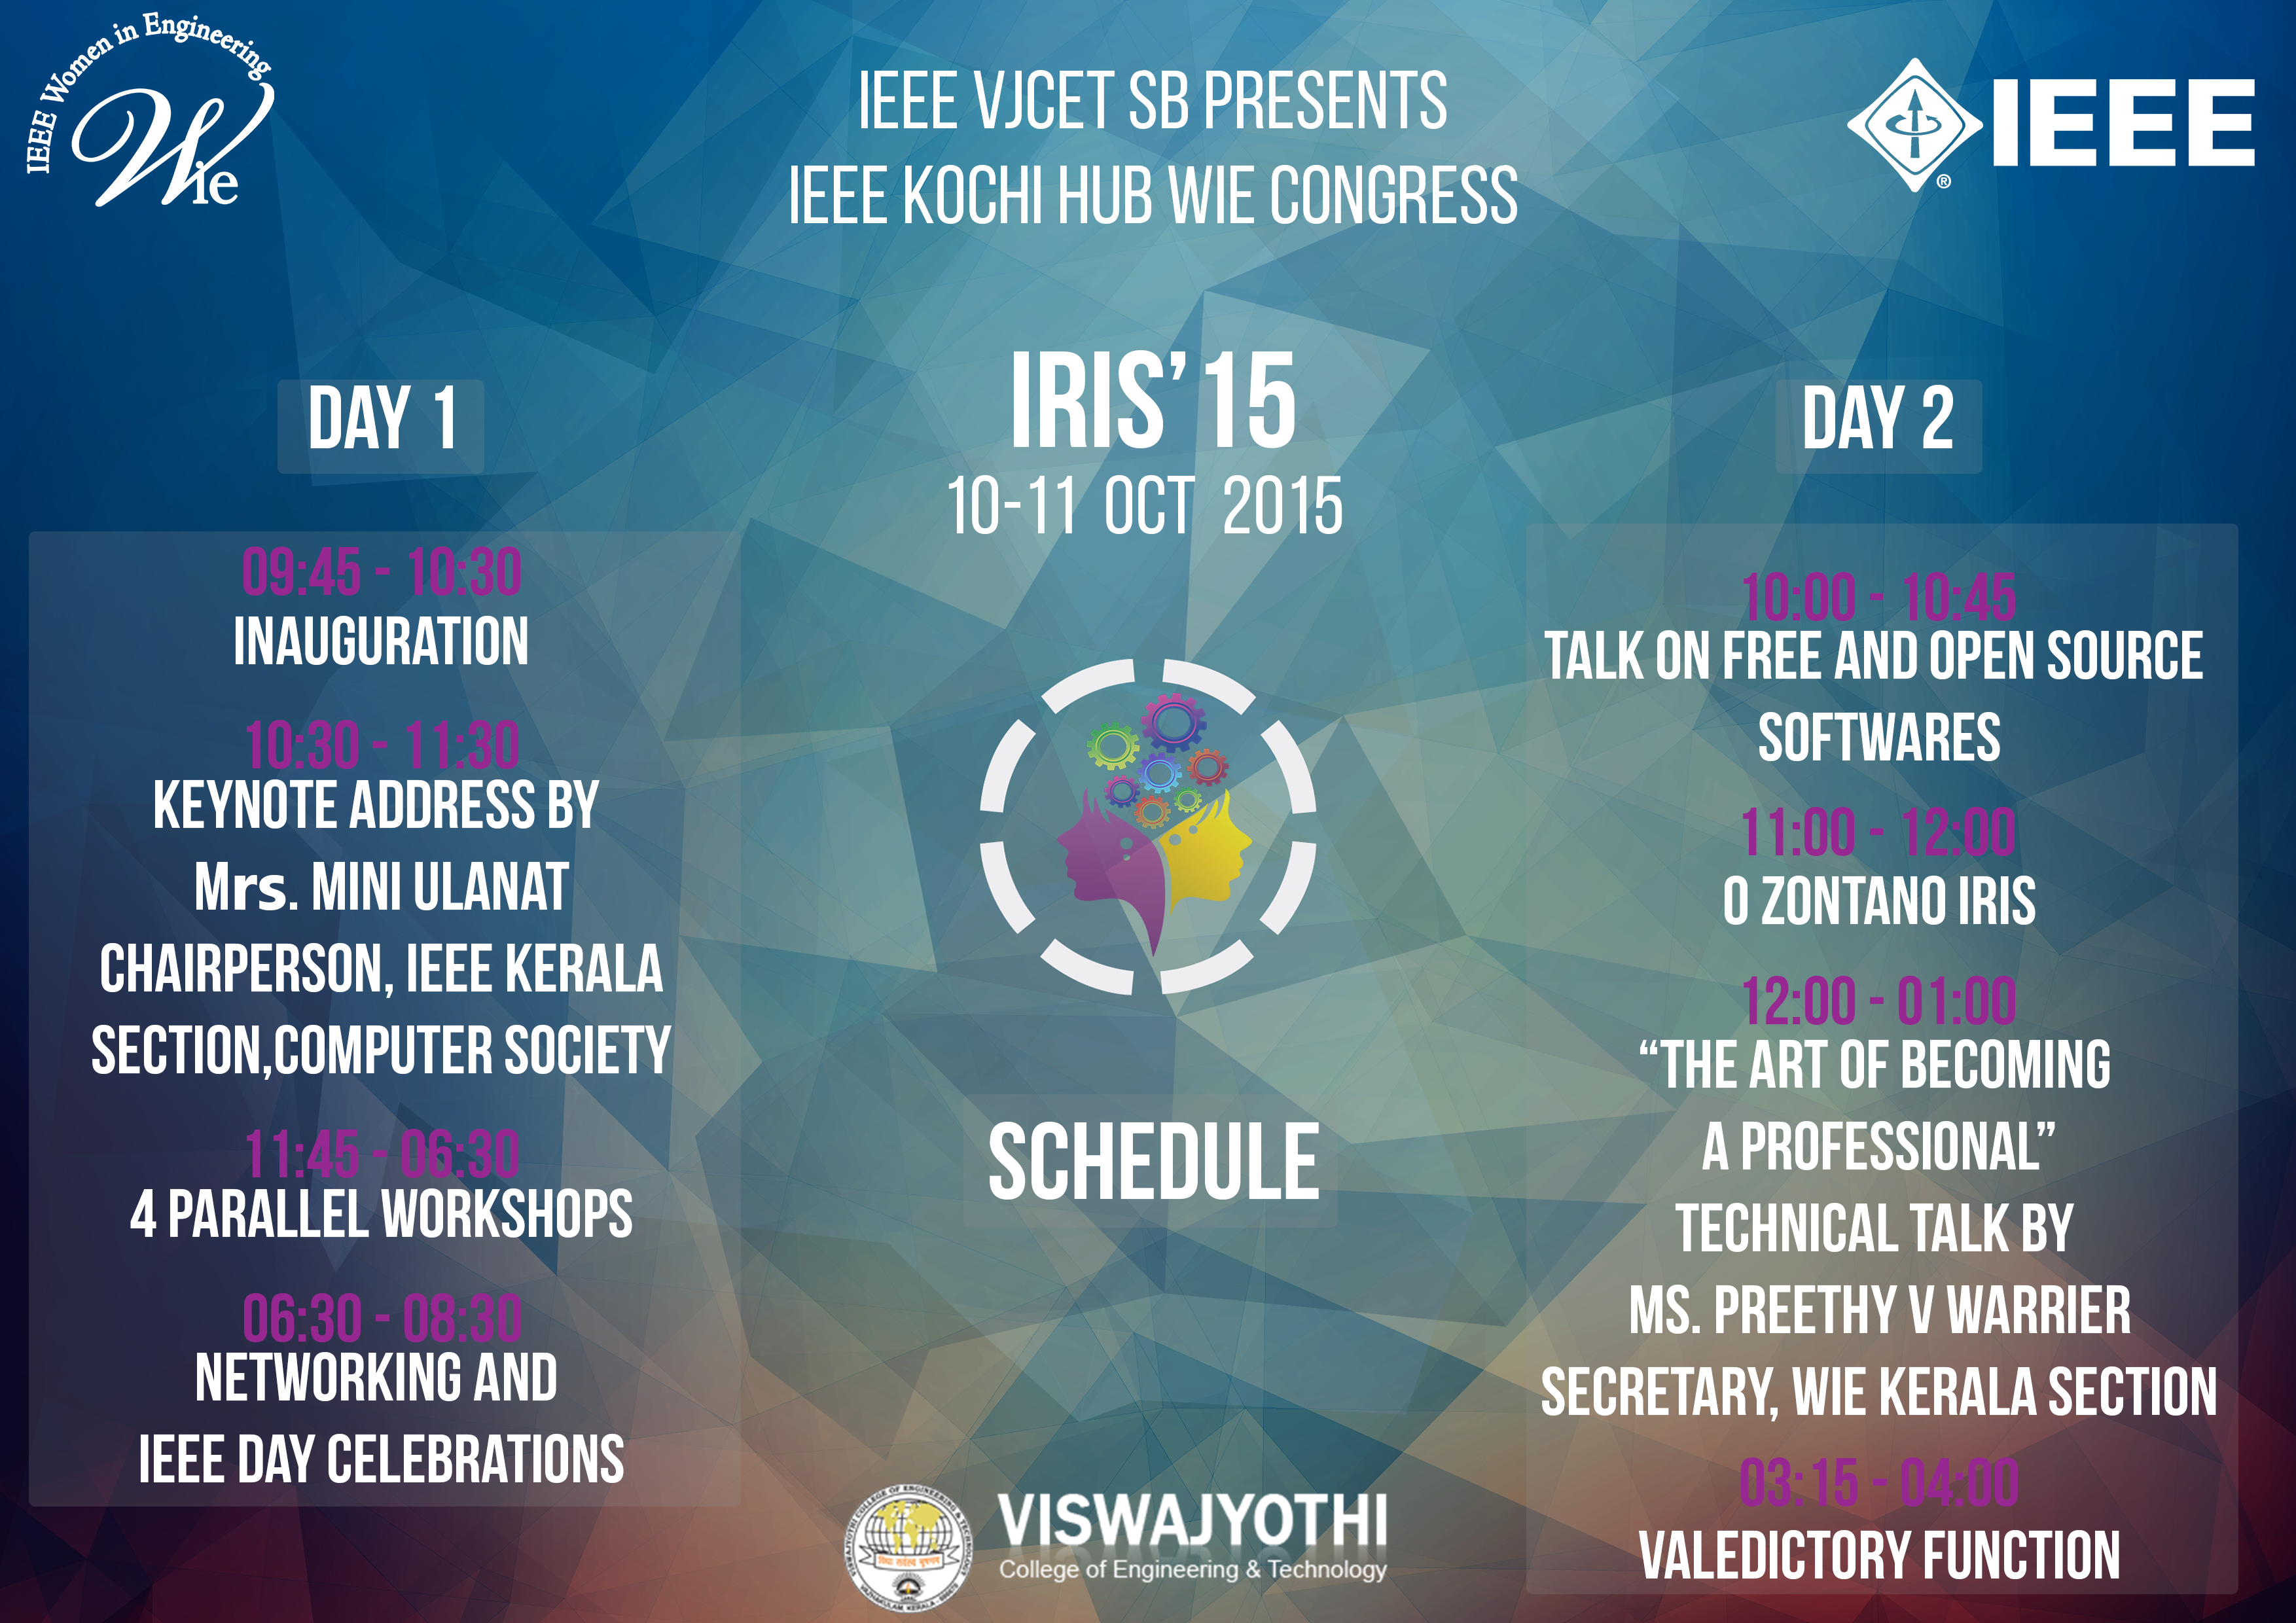 IEEE Women in Engineering
Wie
IEEE VJCET SB PRESENTS
IEEE KOCHI HUB WIE CONGRESS
IEEE
®
IRIS’15
10-11 OCT 2015
DAY 1
09:45 - 10:30
INAUGURATION
10:30 - 11:30
KEYNOTE ADDRESS BY
Mrs. MINI ULANAT
CHAIRPERSON, IEEE KERALA
SECTION,COMPUTER SOCIETY
11:45 - 06:30
4 PARALLEL WORKSHOPS
06:30 - 08:30
NETWORKING AND
IEEE DAY CELEBRATIONS
SCHEDULE
DAY 2
10:00 - 10:45
TALK ON FREE AND OPEN SOURCE
SOFTWARES
11:00 - 12:00
O ZONTANO IRIS
12:00 - 01:00
“THE ART OF BECOMING
A PROFESSIONAL”
TECHNICAL TALK BY
MS. PREETHY V WARRIER
SECRETARY, WIE KERALA SECTION
03:15 - 04:00
VALEDICTORY FUNCTION
VISWAJYOTHI COLLEGE OF ENGINEERING & TECHNOLOGY
VISWAJYOTHI
College of Engineering & Technology